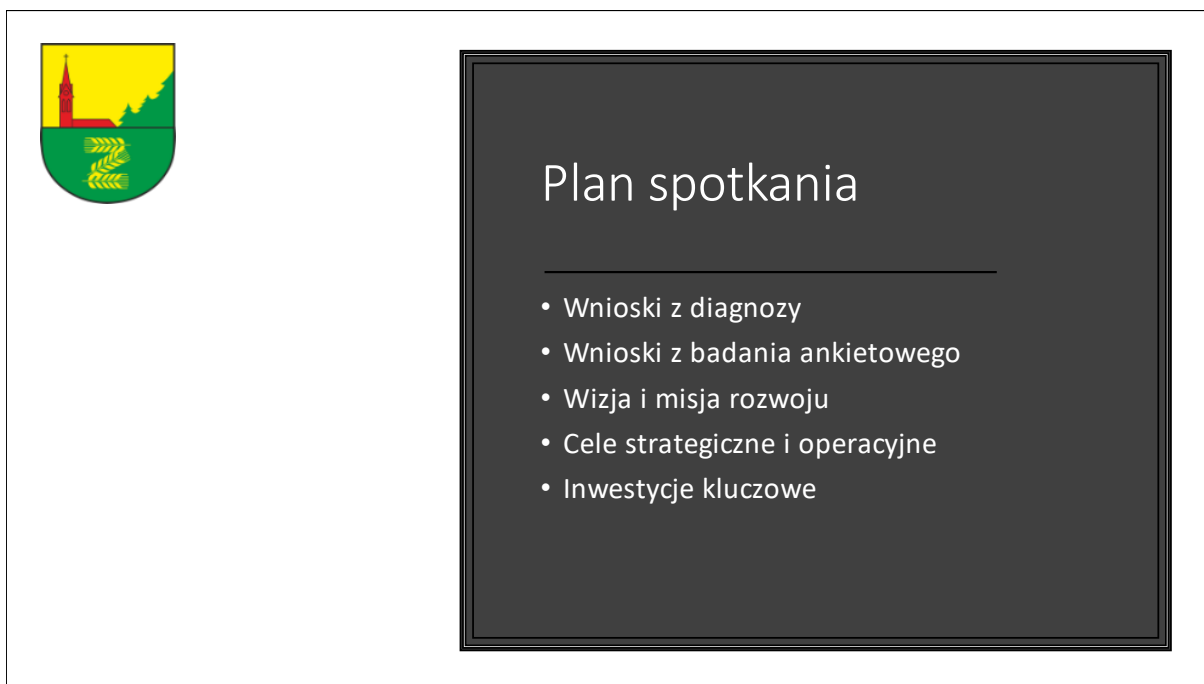 Plan spotkania
• Wnioski z diagnozy
• Wnioski z badania ankietowego
• Wizja i misja rozwoju
• Cele strategiczne i operacyjne
• Inwestycje kluczowe